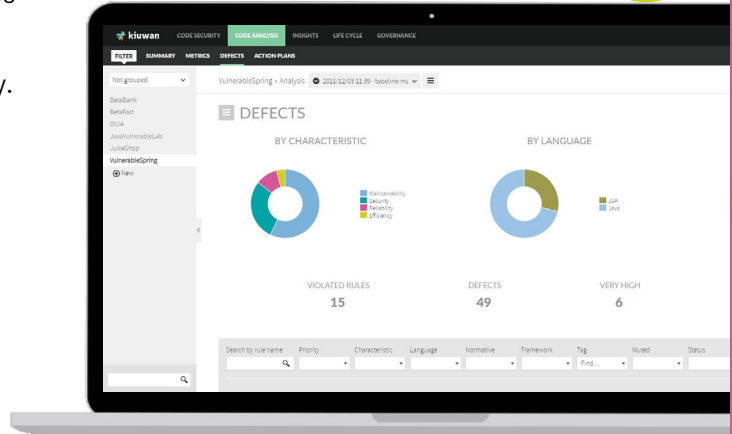 y.
kiuwan CODE SECURITY CODE ANALYSIS INSIGHTS LIFE CYCLE GOVERNANCE
FILTER SUMMARY METRICS DEFECTS ACTION PLANS
Not grouped
VulnerableSpring » Analysis 2021/12/03 11:39 - baseline-mu
BetaBank
BetaFast
DVJA
JavaVulnerableLab
JuiceShop
VulnerableSpring
New
DEFECTS
BY CHARACTERISTIC BY LANGUAGE
Maintainability
Security
Reliability
Efficiency
JSP
Java
VIOLATED RULES DEFECTS VERY HIGH
15 49 6
Search by rule name Priority Characteristic Language Normative Framework Tag Muted Status
Find...